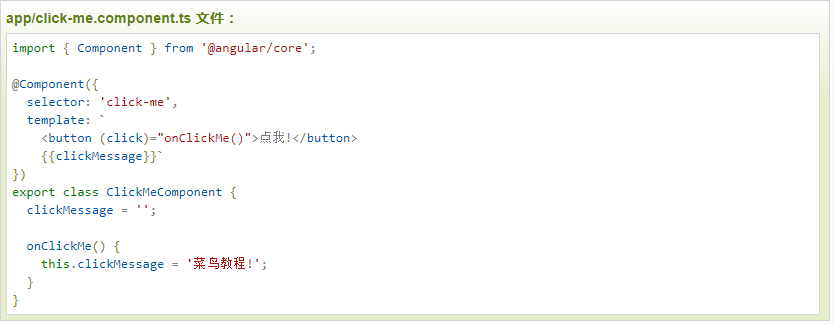 app/click-me.component.ts 文件：
import { Component } from '@angular/core';
@Component({
  selector: 'click-me',
  template: `
    <button (click)="onClickMe()">点我!</button>
    {{clickMessage}}`
})
export class ClickMeComponent {
  clickMessage = '';
  onClickMe() {
    this.clickMessage = '菜鸟教程!';
  }
}